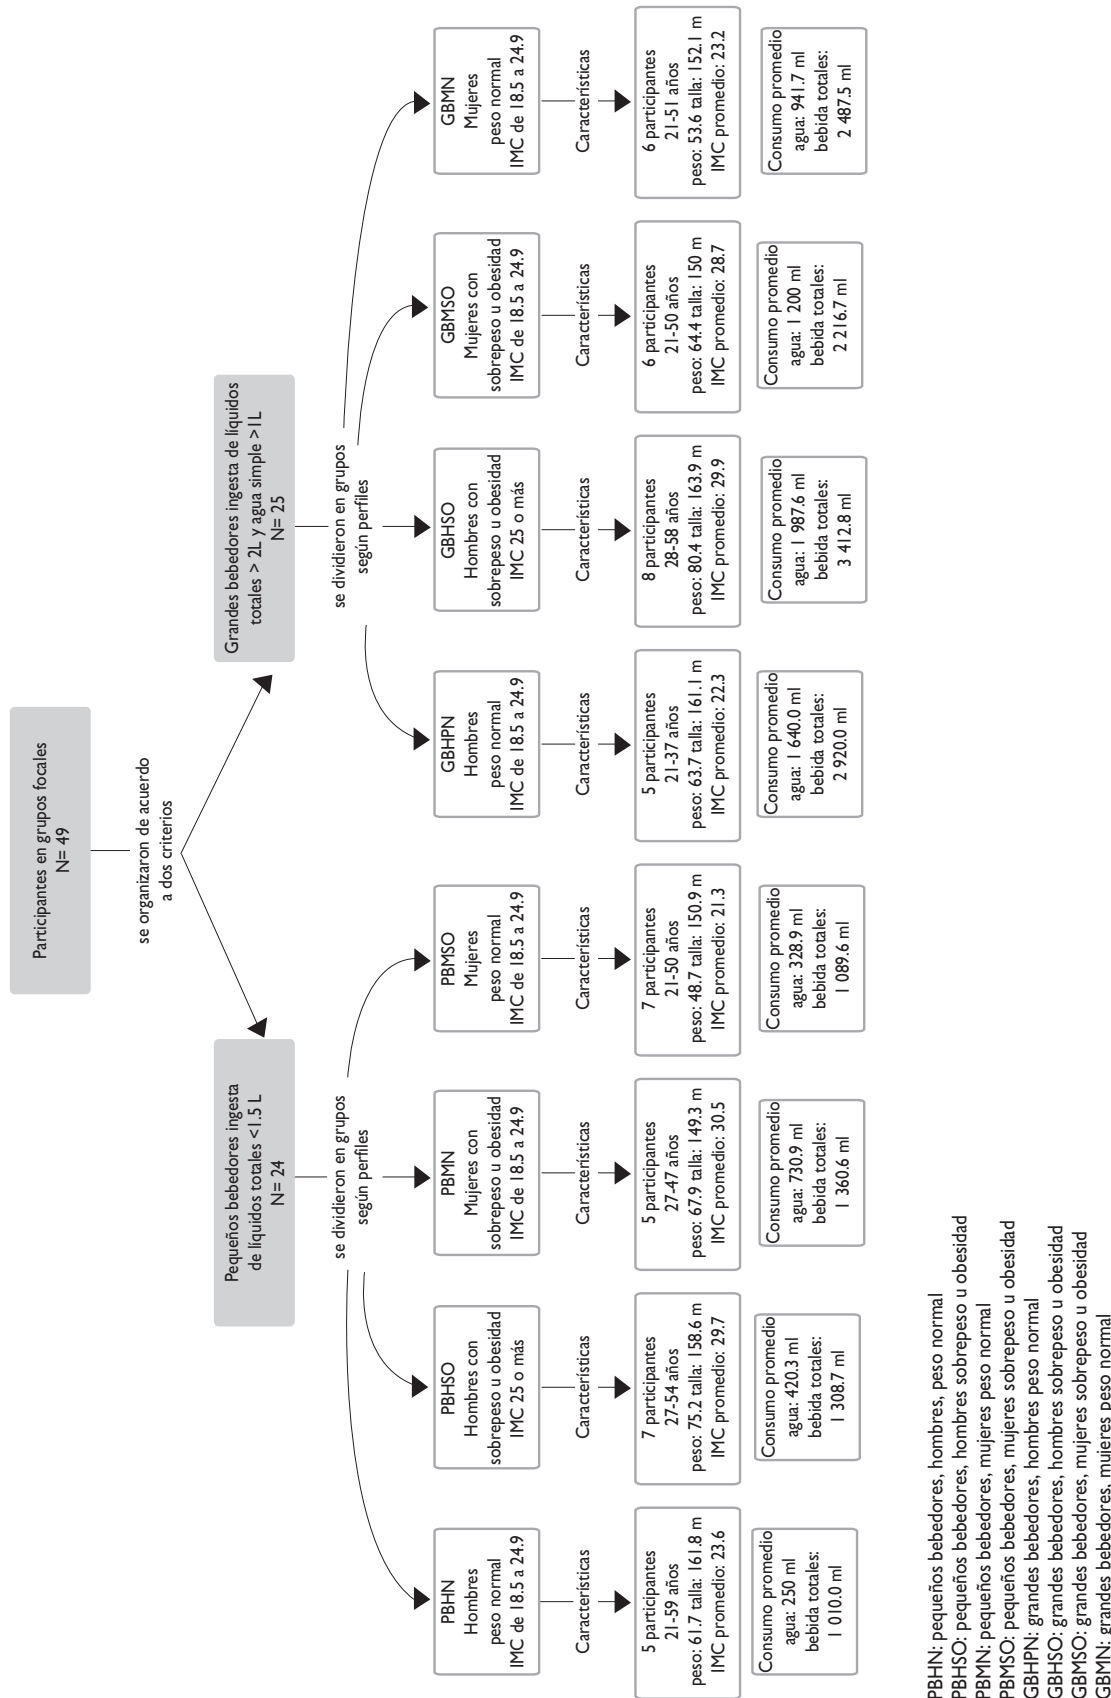 Participantes en grupos focales
N= 49
se organizaron de acuerdo
a dos criterios
Pequeños bebedores ingesta
de líquidos totales <1.5 L
N= 24
Grandes bebedores ingesta de líquidos
totales > 2L y agua simple >1L
N= 25
se dividieron en grupos
según perfiles
se dividieron en grupos
según perfiles
PBHN
Hombres
peso normal
IMC de 18.5 a 24.9
PBHSO
Hombres con
sobrepeso u obesidad
IMC 25 o más
PBMN
Mujeres con
sobrepeso u obesidad
IMC de 18.5 a 24.9
PBMSO
Mujeres
peso normal
IMC de 18.5 a 24.9
GBHPN
Hombres
peso normal
IMC de 18.5 a 24.9
GBHSO
Hombres con
sobrepeso u obesidad
IMC 25 o más
GBMSO
Mujeres con
sobrepeso u obesidad
IMC de 18.5 a 24.9
GBMN
Mujeres
peso normal
IMC de 18.5 a 24.9
Características
Características
Características
Características
Características
Características
Características
Características
5 participantes
21-59 años
peso: 61.7 talla: 161.8 m
IMC promedio: 23.6
7 participantes
27-54 años
peso: 75.2 talla: 158.6 m
IMC promedio: 29.7
5 participantes
27-47 años
peso: 67.9 talla: 149.3 m
IMC promedio: 30.5
7 participantes
21-50 años
peso: 48.7 talla: 150.9 m
IMC promedio: 21.3
5 participantes
21-37 años
peso: 63.7 talla: 161.1 m
IMC promedio: 22.3
8 participantes
28-58 años
peso: 80.4 talla: 163.9 m
IMC promedio: 29.9
6 participantes
21-50 años
peso: 64.4 talla: 150 m
IMC promedio: 28.7
6 participantes
21-51 años
peso: 53.6 talla: 152.1 m
IMC promedio: 23.2
Consumo promedio
agua: 250 ml
bebida totales:
1 010.0 ml
Consumo promedio
agua: 420.3 ml
bebida totales:
1 308.7 ml
Consumo promedio
agua: 730.9 ml
bebida totales:
1 360.6 ml
Consumo promedio
agua: 328.9 ml
bebida totales:
1 089.6 ml
Consumo promedio
agua: 1 640.0 ml
bebida totales:
2 920.0 ml
Consumo promedio
agua: 1 987.6 ml
bebida totales:
3 412.8 ml
Consumo promedio
agua: 1 200 ml
bebida totales:
2 216.7 ml
Consumo promedio
agua: 941.7 ml
bebida totales:
2 487.5 ml
PBHN: pequeños bebedores, hombres, peso normal
PBHSO: pequeños bebedores, hombres sobrepeso u obesidad
PBMN: pequeños bebedores, mujeres peso normal
PBMSO: pequeños bebedores, mujeres sobrepeso u obesidad
GBHPN: grandes bebedores, hombres peso normal
GBHSO: grandes bebedores, hombres sobrepeso u obesidad
GBMSO: grandes bebedores, mujeres sobrepeso u obesidad
GBMN: grandes bebedores, mujeres peso normal